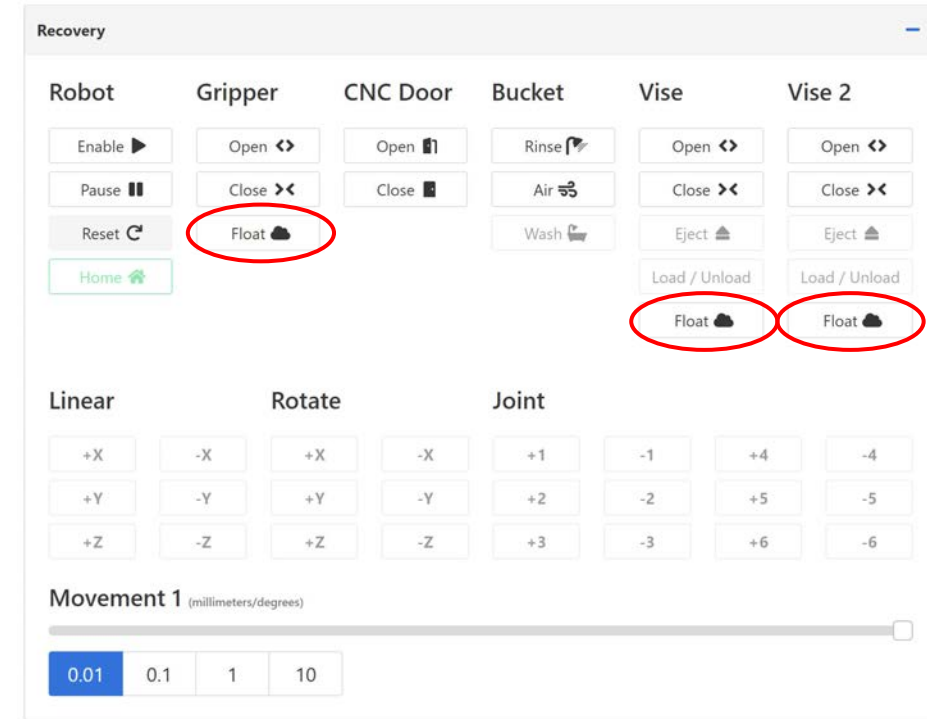 Recovery
Robot Gripper CNC Door Bucket Vise Vise 2
Enable Open Open Rinse Open Open
Pause Close Close Air Close Close
Reset Float Wash Eject Eject
Home Load / Unload Load / Unload
Float Float
Linear Rotate Joint
+X -X +X -X +1 -1 +4 -4
+Y -Y +Y -Y +2 -2 +5 -5
+Z -Z +Z -Z +3 -3 +6 -6
Movement 1 (millimeters/degrees)
0.01 0.1 1 10